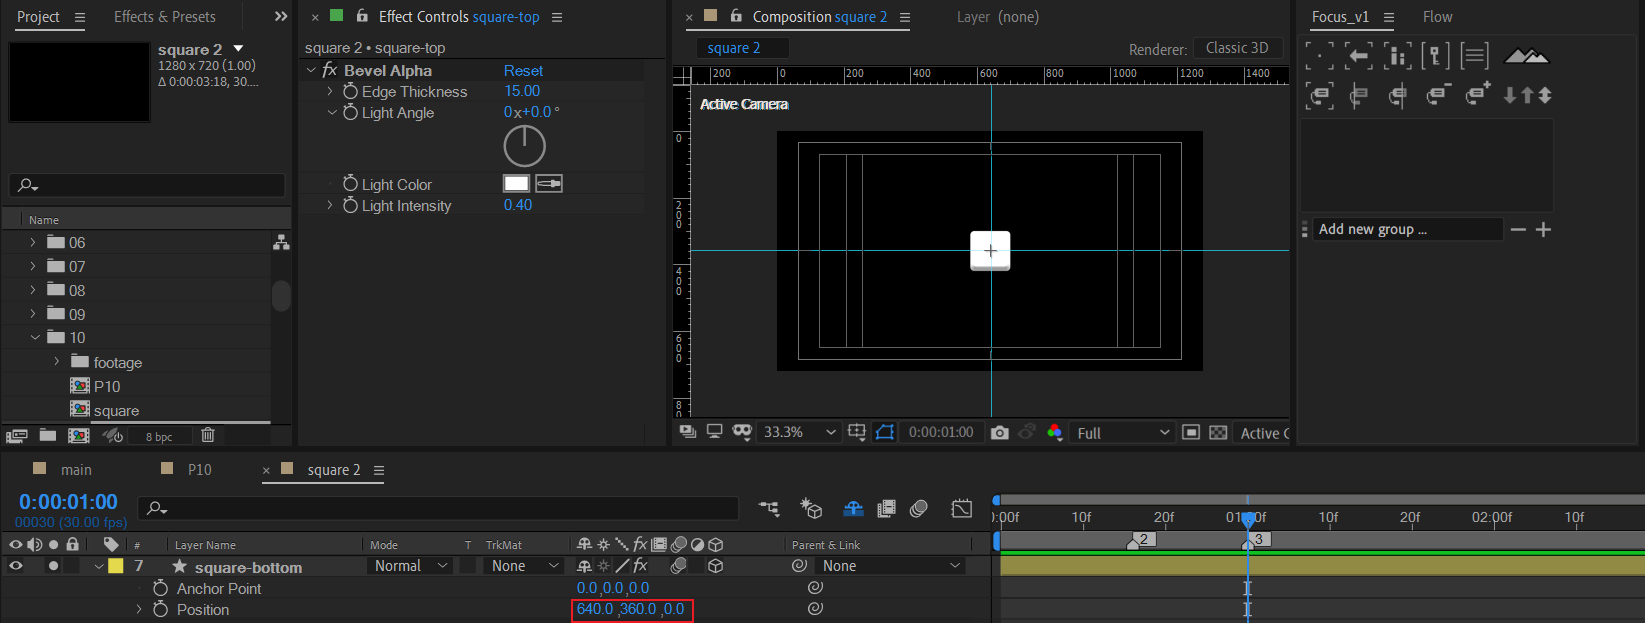 Project
Effects & Presets
Effect Controls square-top
Composition square 2
Layer (none)
Focus_v1
Flow
square 2
1280 x 720 (1.00)
Δ 0:00:03:18, 30....
square 2 • square-top
fx Bevel Alpha Reset
Edge Thickness 15.00
Light Angle 0x+0.0°
Light Color
Light Intensity 0.40
square 2
Renderer: Classic 3D
200 0 200 400 600 800 1000 1200 1400
Active Camera
0
200
400
600
80
Add new group ...
Name
06
07
08
09
10
footage
P10
square
8 bpc
33.3%
0:00:01:00
Full
Active C
main
P10
square 2
0:00:01:00
00030 (30.00 fps)
:00f 10f 20f 01:00f 10f 20f 02:00f 10f
2 3
# Layer Name Mode T TrkMat fx Parent & Link
7 square-bottom Normal None fx None
Anchor Point 0.0,0.0,0.0
Position 640.0,360.0,0.0